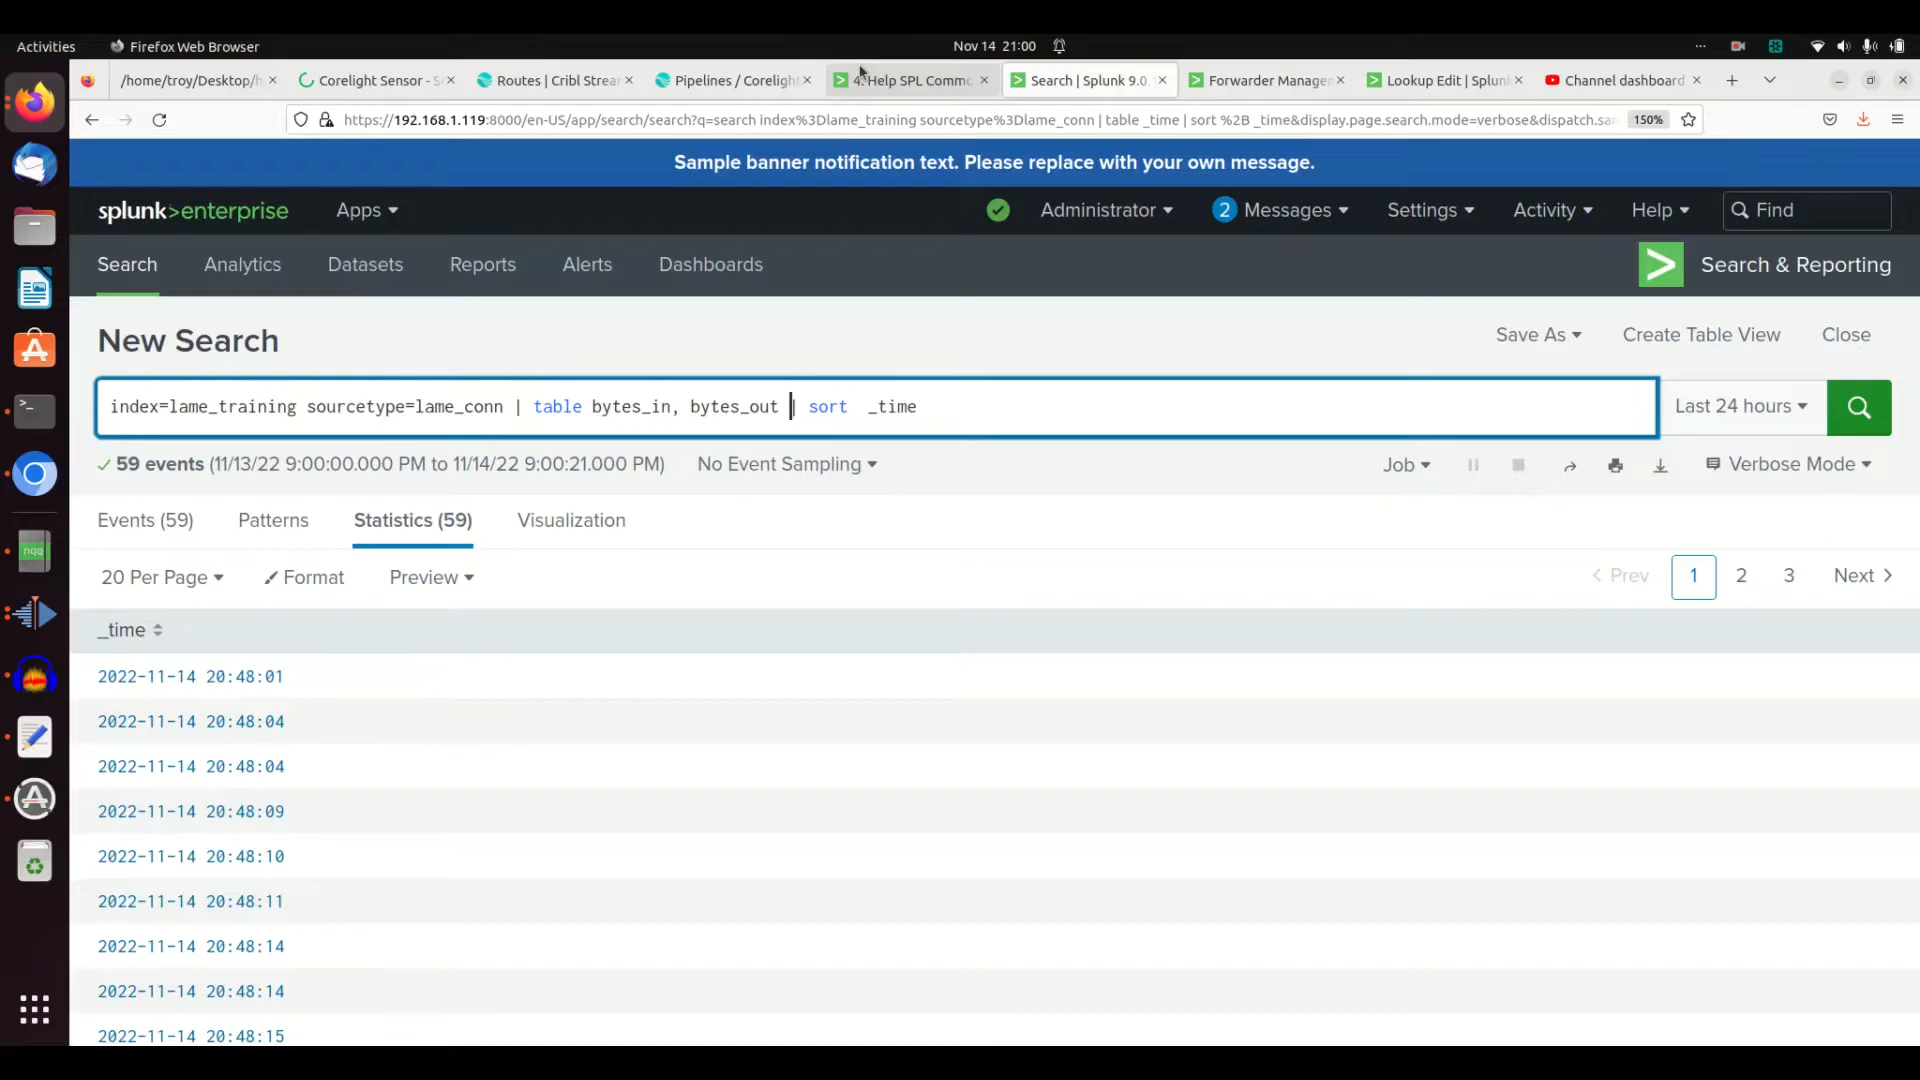 Activities
Firefox Web Browser
Nov 14 21:00
/home/troy/Desktop/h
Corelight Sensor - S
Routes | Cribl Strea
Pipelines / Corelight
4. Help SPL Commo
Search | Splunk 9.0.
Forwarder Manage
Lookup Edit | Splun
Channel dashboard
https://192.168.1.119:8000/en-US/app/search/search?q=search index%3Dlame_training sourcetype%3Dlame_conn | table _time | sort %2B _time&display.page.search.mode=verbose&dispatch.sa
150%
Sample banner notification text. Please replace with your own message.
splunk>enterprise
Apps
Administrator
2 Messages
Settings
Activity
Help
Find
Search
Analytics
Datasets
Reports
Alerts
Dashboards
Search & Reporting
New Search
Save As
Create Table View
Close
index=lame_training sourcetype=lame_conn | table bytes_in, bytes_out | sort  _time
Last 24 hours
59 events (11/13/22 9:00:00.000 PM to 11/14/22 9:00:21.000 PM)
No Event Sampling
Job
Verbose Mode
Events (59)
Patterns
Statistics (59)
Visualization
20 Per Page
Format
Preview
Prev
1
2
3
Next
_time
2022-11-14 20:48:01
2022-11-14 20:48:04
2022-11-14 20:48:04
2022-11-14 20:48:09
2022-11-14 20:48:10
2022-11-14 20:48:11
2022-11-14 20:48:14
2022-11-14 20:48:14
2022-11-14 20:48:15
nqq